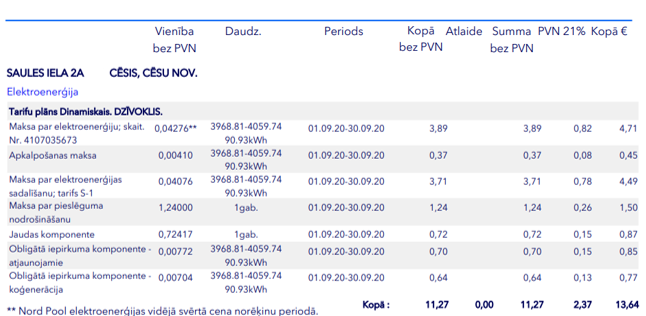 Vienība Daudz. Periods Kopā Atlaide Summa PVN 21% Kopā €
bez PVN bez PVN bez PVN
SAULES IELA 2A CĒSIS, CĒSU NOV.
Elektroenerģija
Tarifu plāns Dinamiskais. DZĪVOKLIS.
Maksa par elektroenerģiju; skait. 0,04276** 3968.81-4059.74 01.09.20-30.09.20 3,89 3,89 0,82 4,71
Nr. 4107035673 90.93kWh
Apkalpošanas maksa 0,00410 3968.81-4059.74 01.09.20-30.09.20 0,37 0,37 0,08 0,45
90.93kWh
Maksa par elektroenerģijas 0,04076 3968.81-4059.74 01.09.20-30.09.20 3,71 3,71 0,78 4,49
sadalīšanu; tarifs S-1 90.93kWh
Maksa par pieslēguma 1,24000 1gab. 01.09.20-30.09.20 1,24 1,24 0,26 1,50
nodrošināšanu
Jaudas komponente 0,72417 1gab. 01.09.20-30.09.20 0,72 0,72 0,15 0,87
Obligātā iepirkuma komponente - 0,00772 3968.81-4059.74 01.09.20-30.09.20 0,70 0,70 0,15 0,85
atjaunojamie 90.93kWh
Obligātā iepirkuma komponente - 0,00704 3968.81-4059.74 01.09.20-30.09.20 0,64 0,64 0,13 0,77
koģenerācija 90.93kWh
Kopā : 11,27 0,00 11,27 2,37 13,64
** Nord Pool elektroenerģijas vidējā svērtā cena norēķinu periodā.